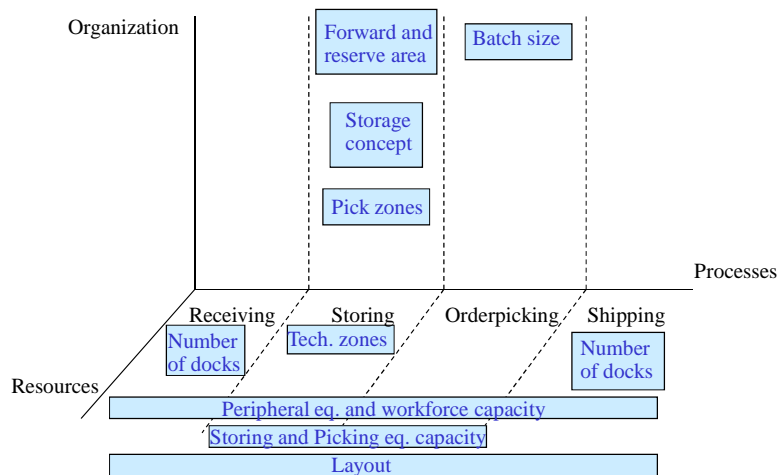 Organization
Forward and
reserve area
Batch size
Storage
concept
Pick zones
Processes
Receiving
Storing
Orderpicking
Shipping
Number
of docks
Tech. zones
Number
of docks
Resources
Peripheral eq. and workforce capacity
Storing and Picking eq. capacity
Layout